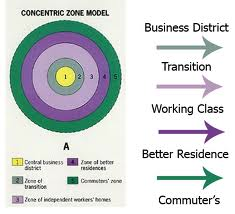 CONCENTRIC ZONE MODEL
1 2 3 4 5
A
1 Central business district
2 Zone of transition
3 Zone of independent workers' homes
4 Zone of better residences
5 Commuters' zone
Business District
Transition
Working Class
Better Residence
Commuter's